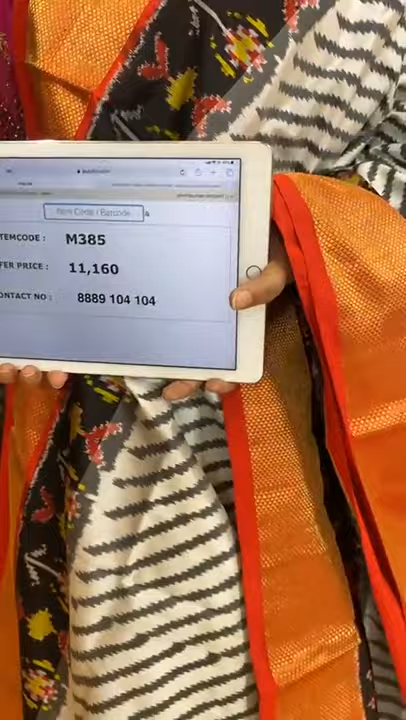 Item Code / Barcode
TEMCODE : M385
FER PRICE : 11,160
ONTACT NO : 8889 104 104